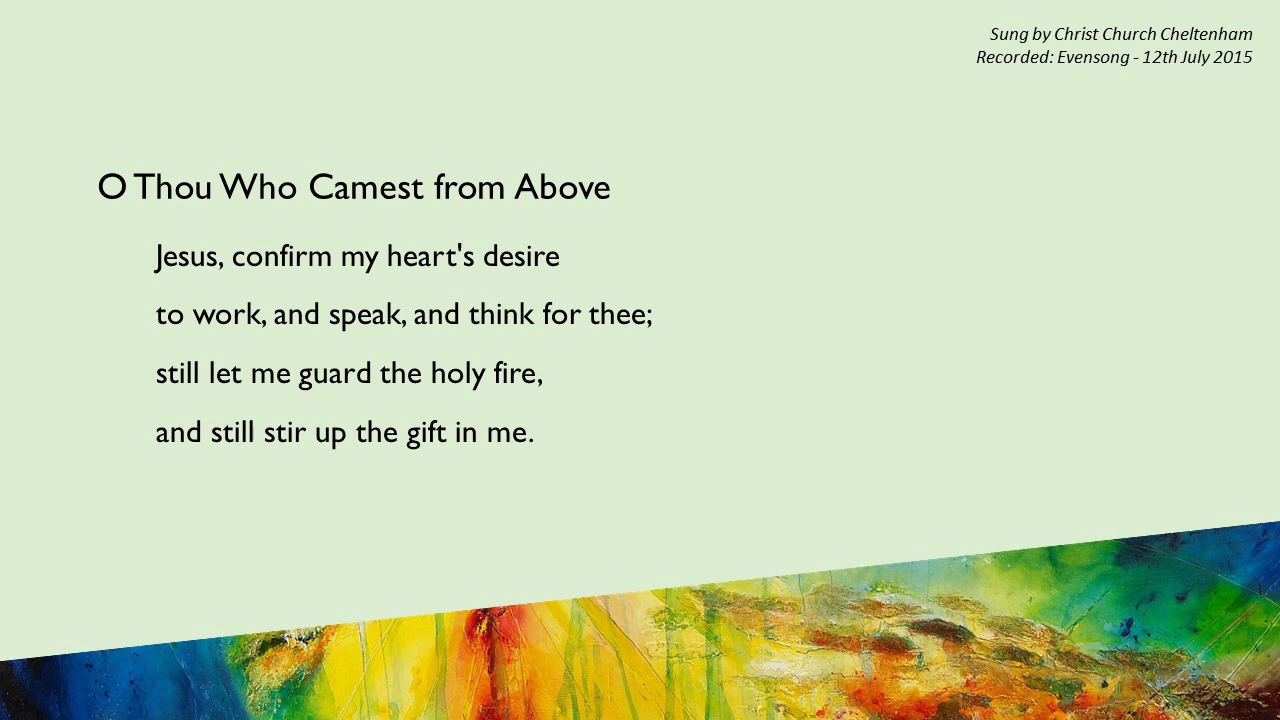 Sung by Christ Church Cheltenham
Recorded: Evensong - 12th July 2015
O Thou Who Camest from Above
Jesus, confirm my heart's desire
to work, and speak, and think for thee;
still let me guard the holy fire,
and still stir up the gift in me.